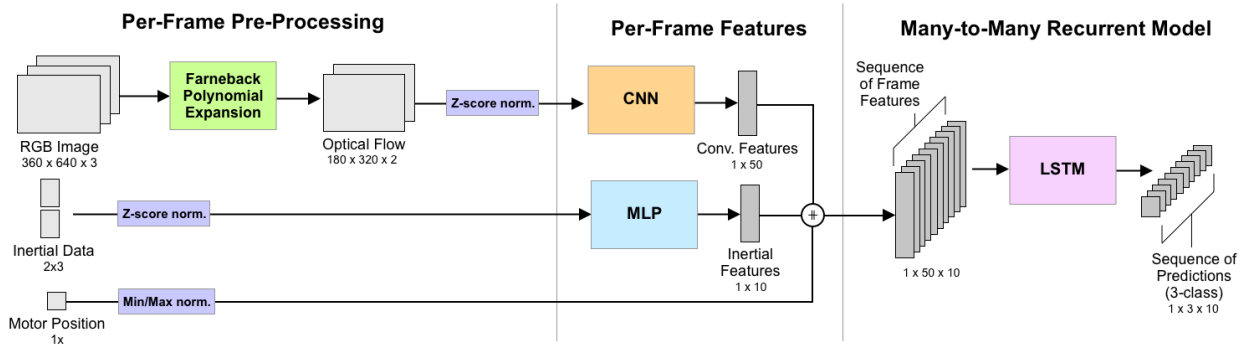 Per-Frame Pre-Processing
Per-Frame Features
Many-to-Many Recurrent Model
Farneback
Polynomial
Expansion
RGB Image
360 x 640 x 3
Optical Flow
180 x 320 x 2
Z-score norm.
CNN
Conv. Features
1 x 50
Sequence
of Frame
Features
LSTM
Z-score norm.
MLP
Inertial Data
2x3
Inertial
Features
1 x 10
⧺
1 x 50 x 10
Sequence of
Predictions
(3-class)
1 x 3 x 10
Min/Max norm.
Motor Position
1x